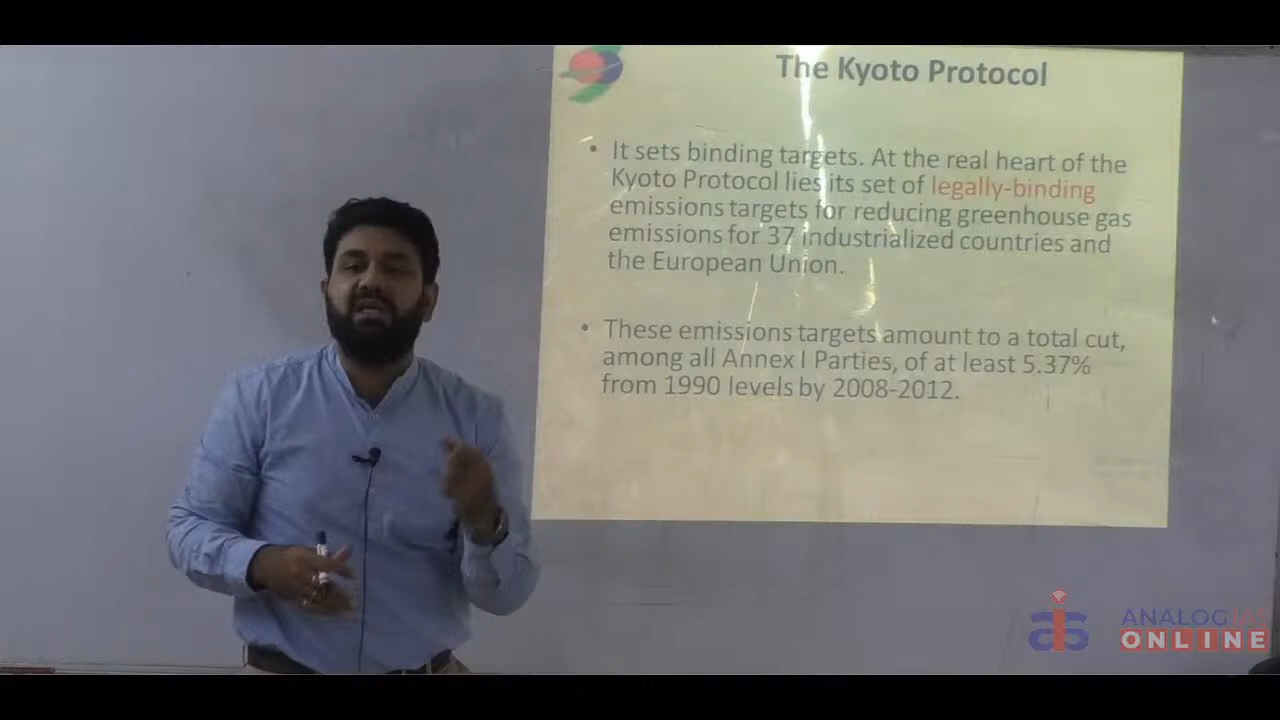 The Kyoto Protocol
• It sets binding targets. At the real heart of the
Kyoto Protocol lies its set of legally-binding
emissions targets for reducing greenhouse gas
emissions for 37 industrialized countries and
the European Union.
• These emissions targets amount to a total cut,
among all Annex I Parties, of at least 5.37%
from 1990 levels by 2008-2012.
ANALOG IAS
ONLINE